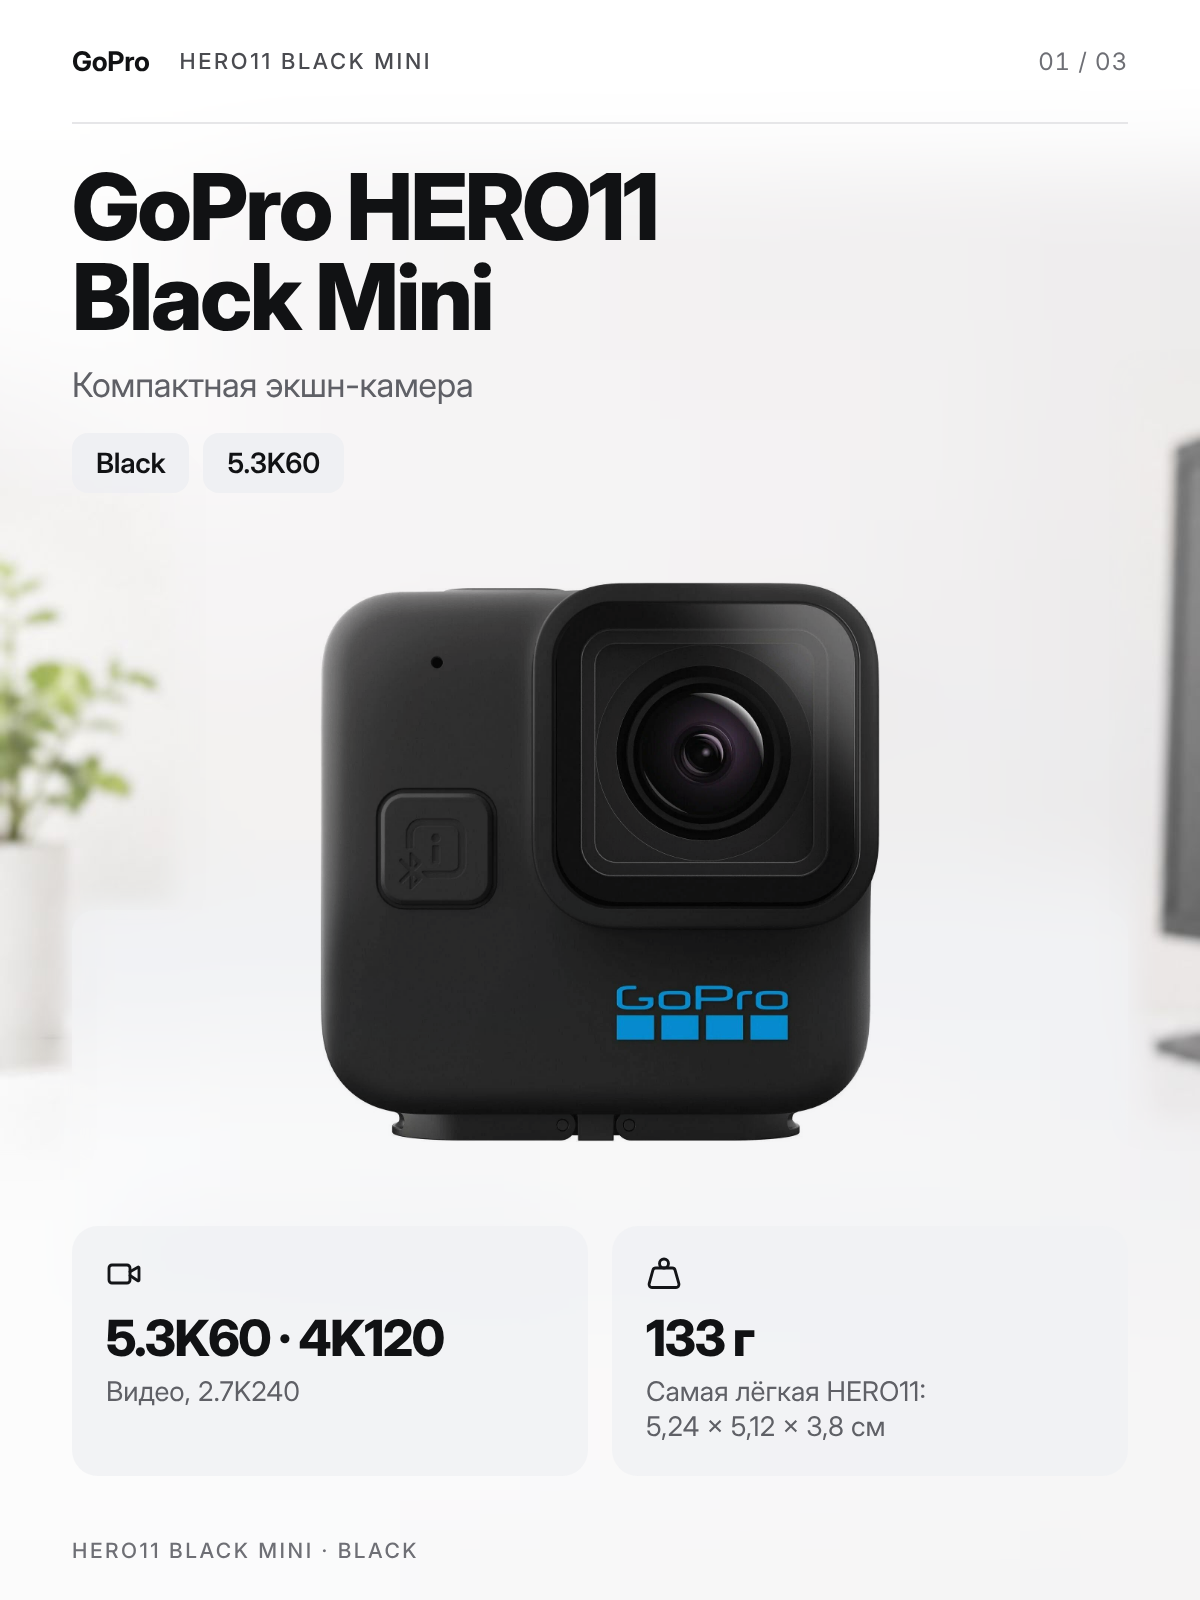 GoPro HERO11 BLACK MINI 01 / 03
GoPro HERO11
Black Mini
Компактная экшн-камера
Black 5.3K60
i
GoPro
5.3K60 · 4K120
Видео, 2.7K240
133 г
Самая лёгкая HERO11:
5,24 × 5,12 × 3,8 см
HERO11 BLACK MINI · BLACK